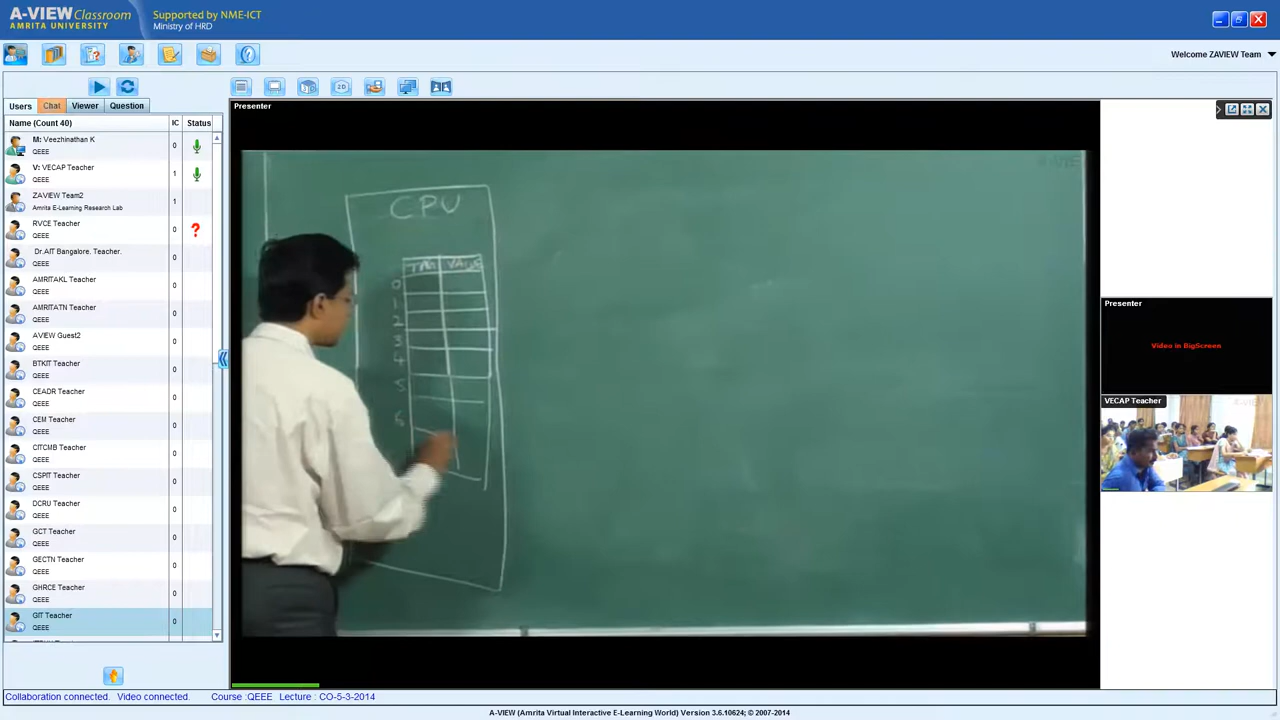 A-VIEW Classroom
AMRITA UNIVERSITY
Supported by NME-ICT
Ministry of HRD
Welcome ZAVIEW Team
2D
Users Chat Viewer Question
Name (Count 40) IC Status
M: Veezhinathan K
QEEE
0
V: VECAP Teacher
QEEE
1
ZAVIEW Team2
Amrita E-Learning Research Lab
1
RVCE Teacher
QEEE
0 ?
Dr.AIT Bangalore. Teacher.
QEEE
0
AMRITAKL Teacher
QEEE
0
AMRITATN Teacher
QEEE
0
AVIEW Guest2
QEEE
0
BTKIT Teacher
QEEE
0
CEADR Teacher
QEEE
0
CEM Teacher
QEEE
0
CITCMB Teacher
QEEE
0
CSPIT Teacher
QEEE
0
DCRU Teacher
QEEE
0
GCT Teacher
QEEE
0
GECTN Teacher
QEEE
0
GHRCE Teacher
QEEE
0
GIT Teacher
QEEE
0
Presenter
A-VIEW
CPU
TAG VALUE
0
1
2
3
4
5
6
Presenter
Video in BigScreen
VECAP Teacher
Collaboration connected. Video connected. Course :QEEE Lecture : CO-5-3-2014
A-VIEW (Amrita Virtual Interactive E-Learning World) Version 3.6.10624; © 2007-2014